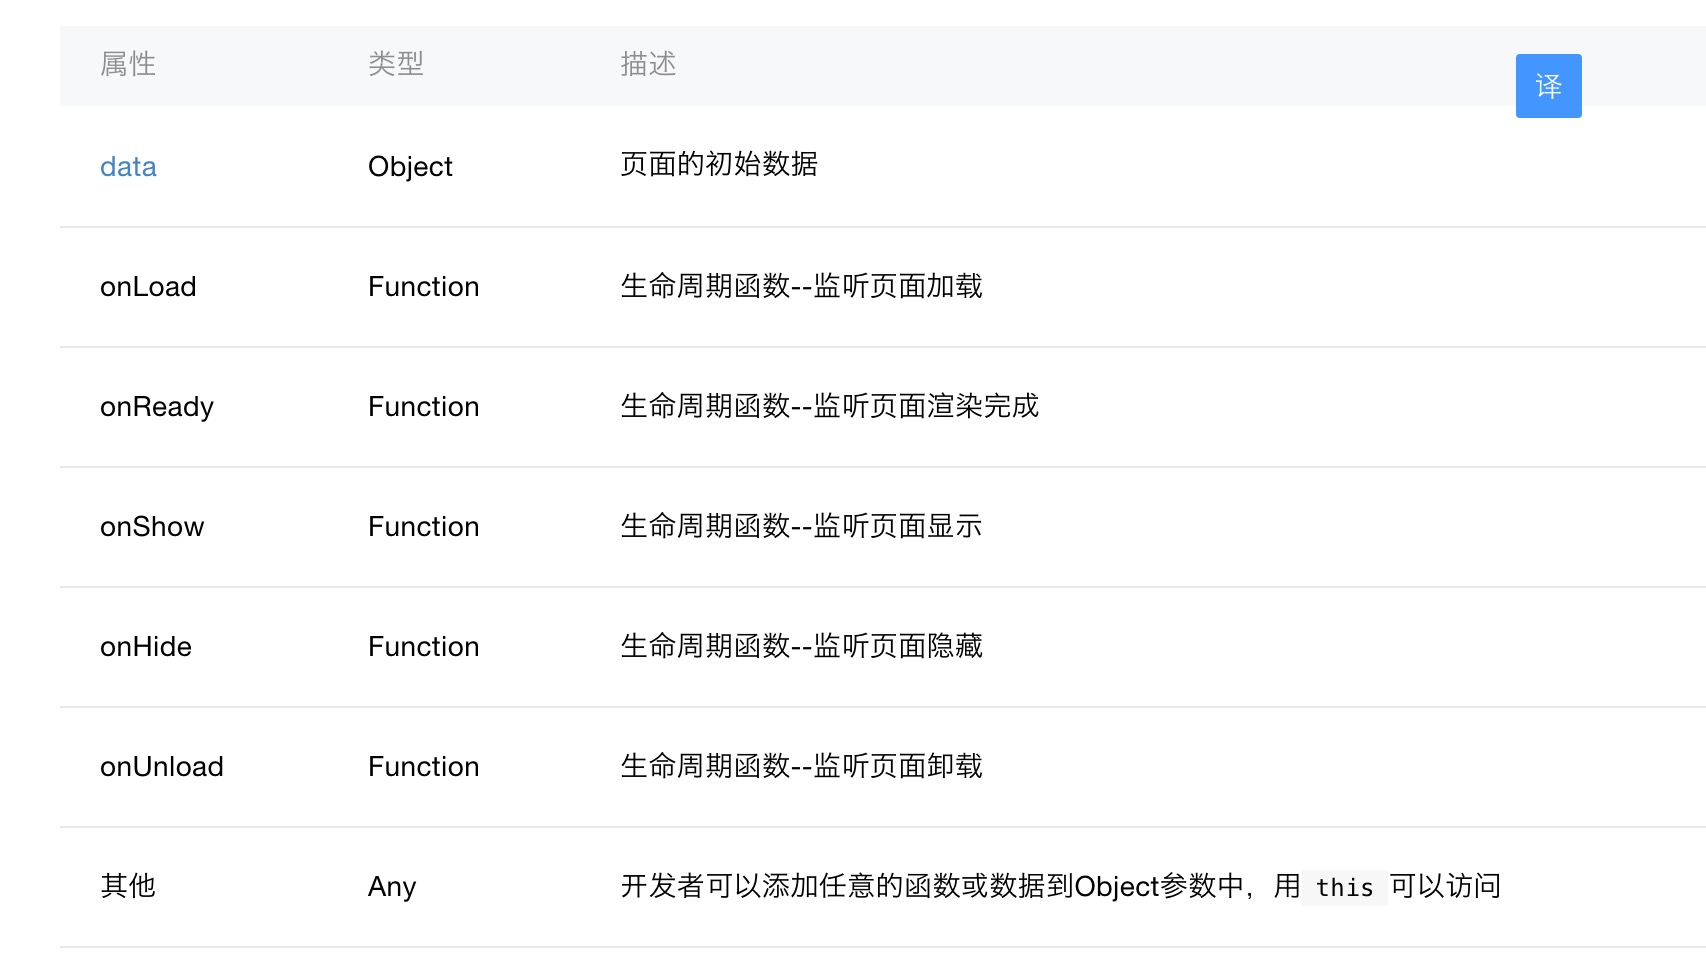 属性 类型 描述
译
data Object 页面的初始数据
onLoad Function 生命周期函数--监听页面加载
onReady Function 生命周期函数--监听页面渲染完成
onShow Function 生命周期函数--监听页面显示
onHide Function 生命周期函数--监听页面隐藏
onUnload Function 生命周期函数--监听页面卸载
其他 Any 开发者可以添加任意的函数或数据到Object参数中，用 this 可以访问